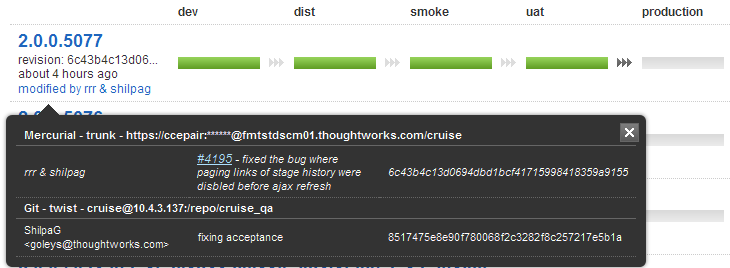 dev dist smoke uat production
2.0.0.5077
revision: 6c43b4c13d06...
about 4 hours ago
modified by rrr & shilpag
Mercurial - trunk - https://ccepair:******@fmtstdscm01.thoughtworks.com/cruise
rrr & shilpag
#4195 - fixed the bug where
paging links of stage history were
disbled before ajax refresh
6c43b4c13d0694dbd1bcf41715998418359a9155
Git - twist - cruise@10.4.3.137:/repo/cruise_qa
ShilpaG
<goleys@thoughtworks.com>
fixing acceptance
8517475e8e90f780068f2c3282f8c257217e5b1a